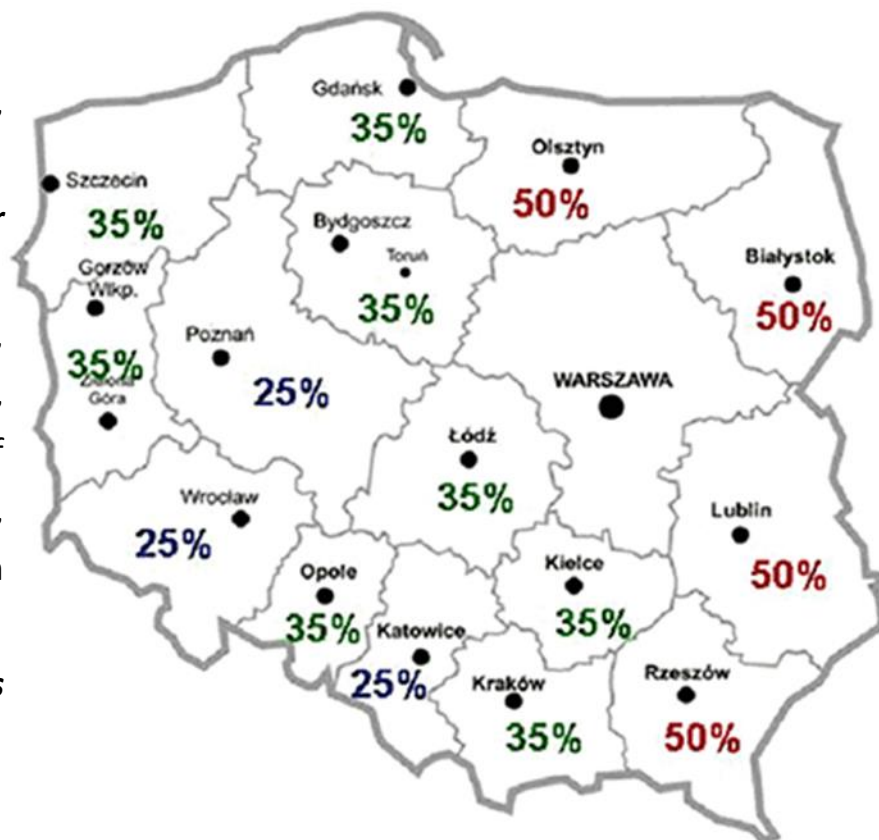 Gdańsk
35%
Olsztyn
50%
Szczecin
35%
Bydgoszcz
Toruń
35%
Białystok
50%
Gorzów
Wlkp.
35%
Zielona
Góra
Poznań
25%
WARSZAWA
Łódź
35%
Wrocław
25%
Lublin
50%
Opole
35%
Kielce
35%
Katowice
25%
Kraków
35%
Rzeszów
50%